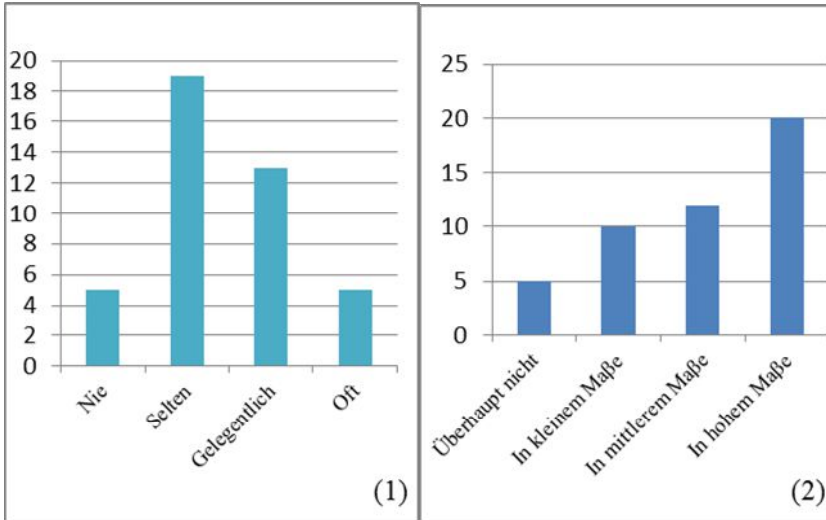 20
18
16
14
12
10
8
6
4
2
0
Nie
Selten
Gelegentlich
Oft
(1)
25
20
15
10
5
0
Überhaupt nicht
In kleinem Maße
In mittlerem Maße
In hohem Maße
(2)